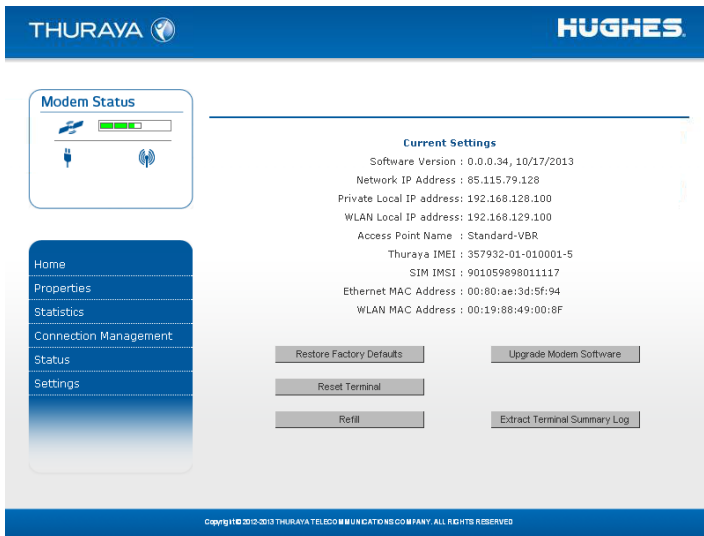 THURAYA
HUGHES.
Modem Status
Current Settings
Software Version : 0.0.0.34, 10/17/2013
Network IP Address : 85.115.79.128
Private Local IP address: 192.168.128.100
WLAN Local IP address: 192.168.129.100
Access Point Name : Standard-VBR
Thuraya IMEI : 357932-01-010001-5
SIM IMSI : 901059898011117
Ethernet MAC Address : 00:80:ae:3d:5f:94
WLAN MAC Address : 00:19:88:49:00:8F
Home
Properties
Statistics
Connection Management
Status
Settings
Restore Factory Defaults
Upgrade Modem Software
Reset Terminal
Refill
Extract Terminal Summary Log
Copyright © 2012-2013 THURAYA TELECOMMUNICATIONS COMPANY. ALL RIGHTS RESERVED